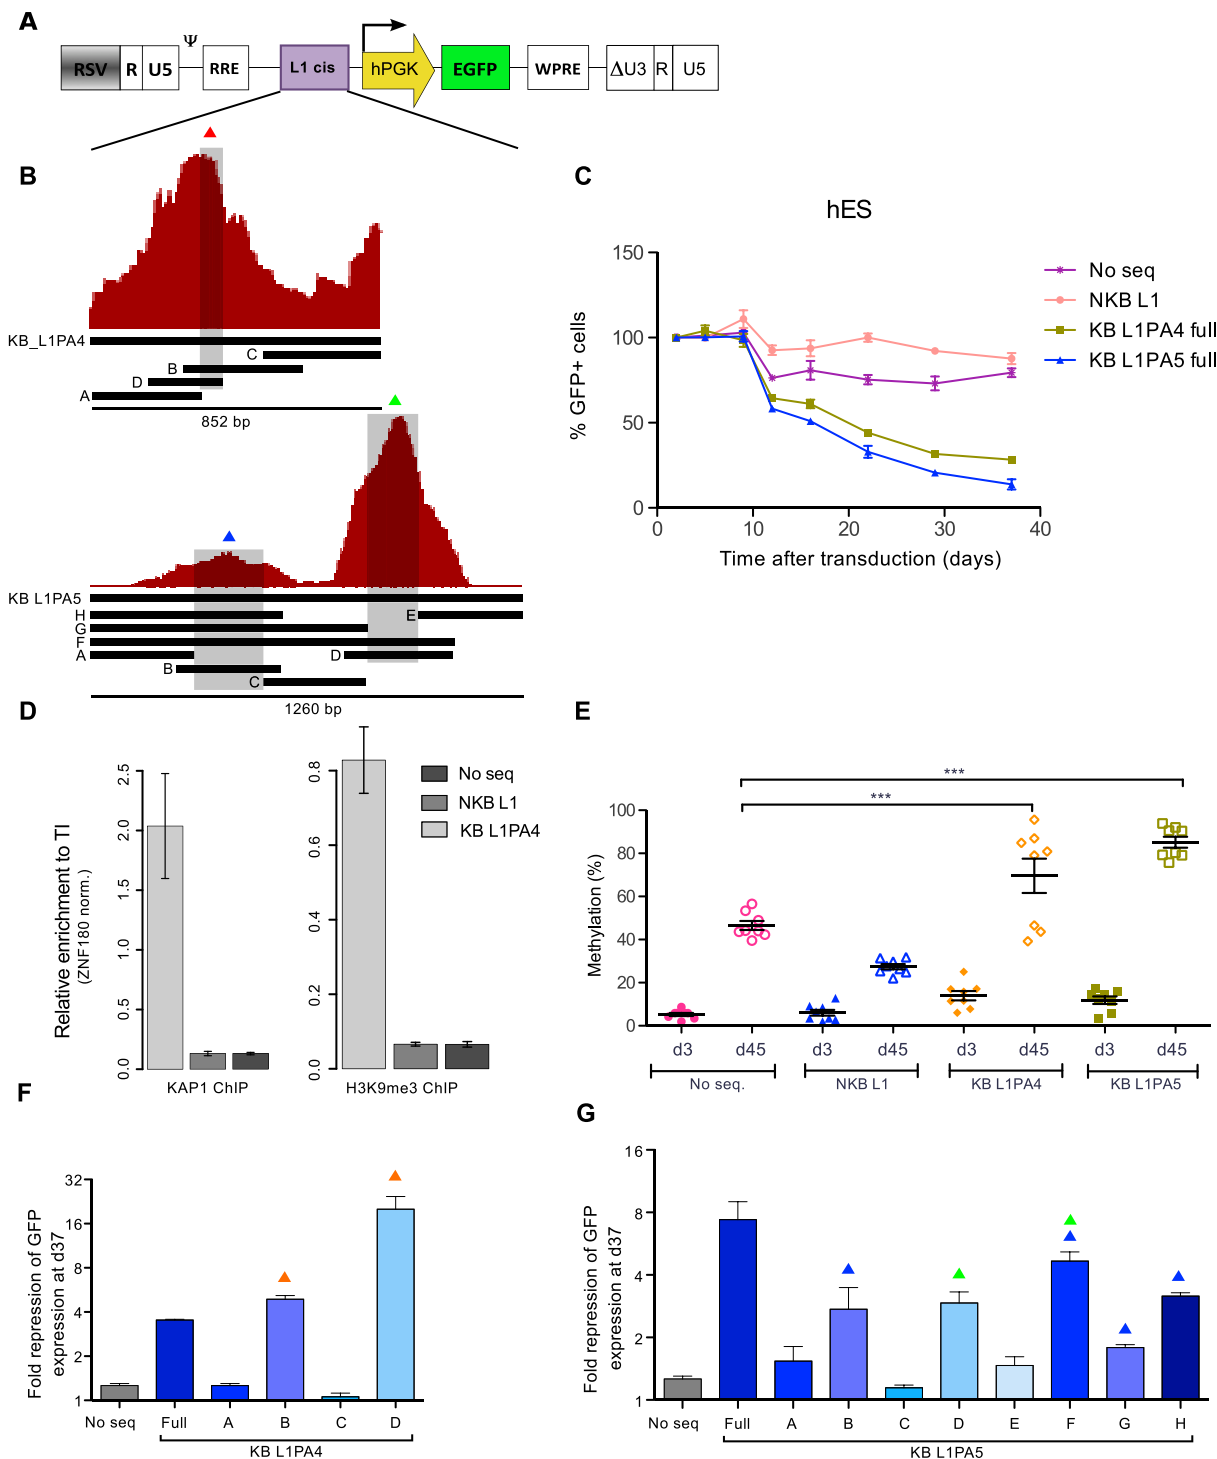 A
RSV R U5 Ψ RRE L1 cis hPGK EGFP WPRE ΔU3 R U5
B
KB_L1PA4
C
B
D
A
852 bp
KB L1PA5
H
E
G
F
A
D
B
C
1260 bp
C
hES
% GFP+ cells
150
100
50
0
0 10 20 30 40
Time after transduction (days)
No seq
NKB L1
KB L1PA4 full
KB L1PA5 full
D
Relative enrichment to TI
(ZNF180 norm.)
2.5
2.0
1.5
1.0
0.5
0.0
KAP1 ChIP
0.8
0.6
0.4
0.2
0.0
H3K9me3 ChIP
No seq
NKB L1
KB L1PA4
E
***
***
Methylation (%)
100
80
60
40
20
0
d3 d45 d3 d45 d3 d45 d3 d45
No seq. NKB L1 KB L1PA4 KB L1PA5
F
Fold repression of GFP
expression at d37
32
16
8
4
2
1
No seq Full A B C D
KB L1PA4
G
Fold repression of GFP
expression at d37
16
8
4
2
1
No seq Full A B C D E F G H
KB L1PA5